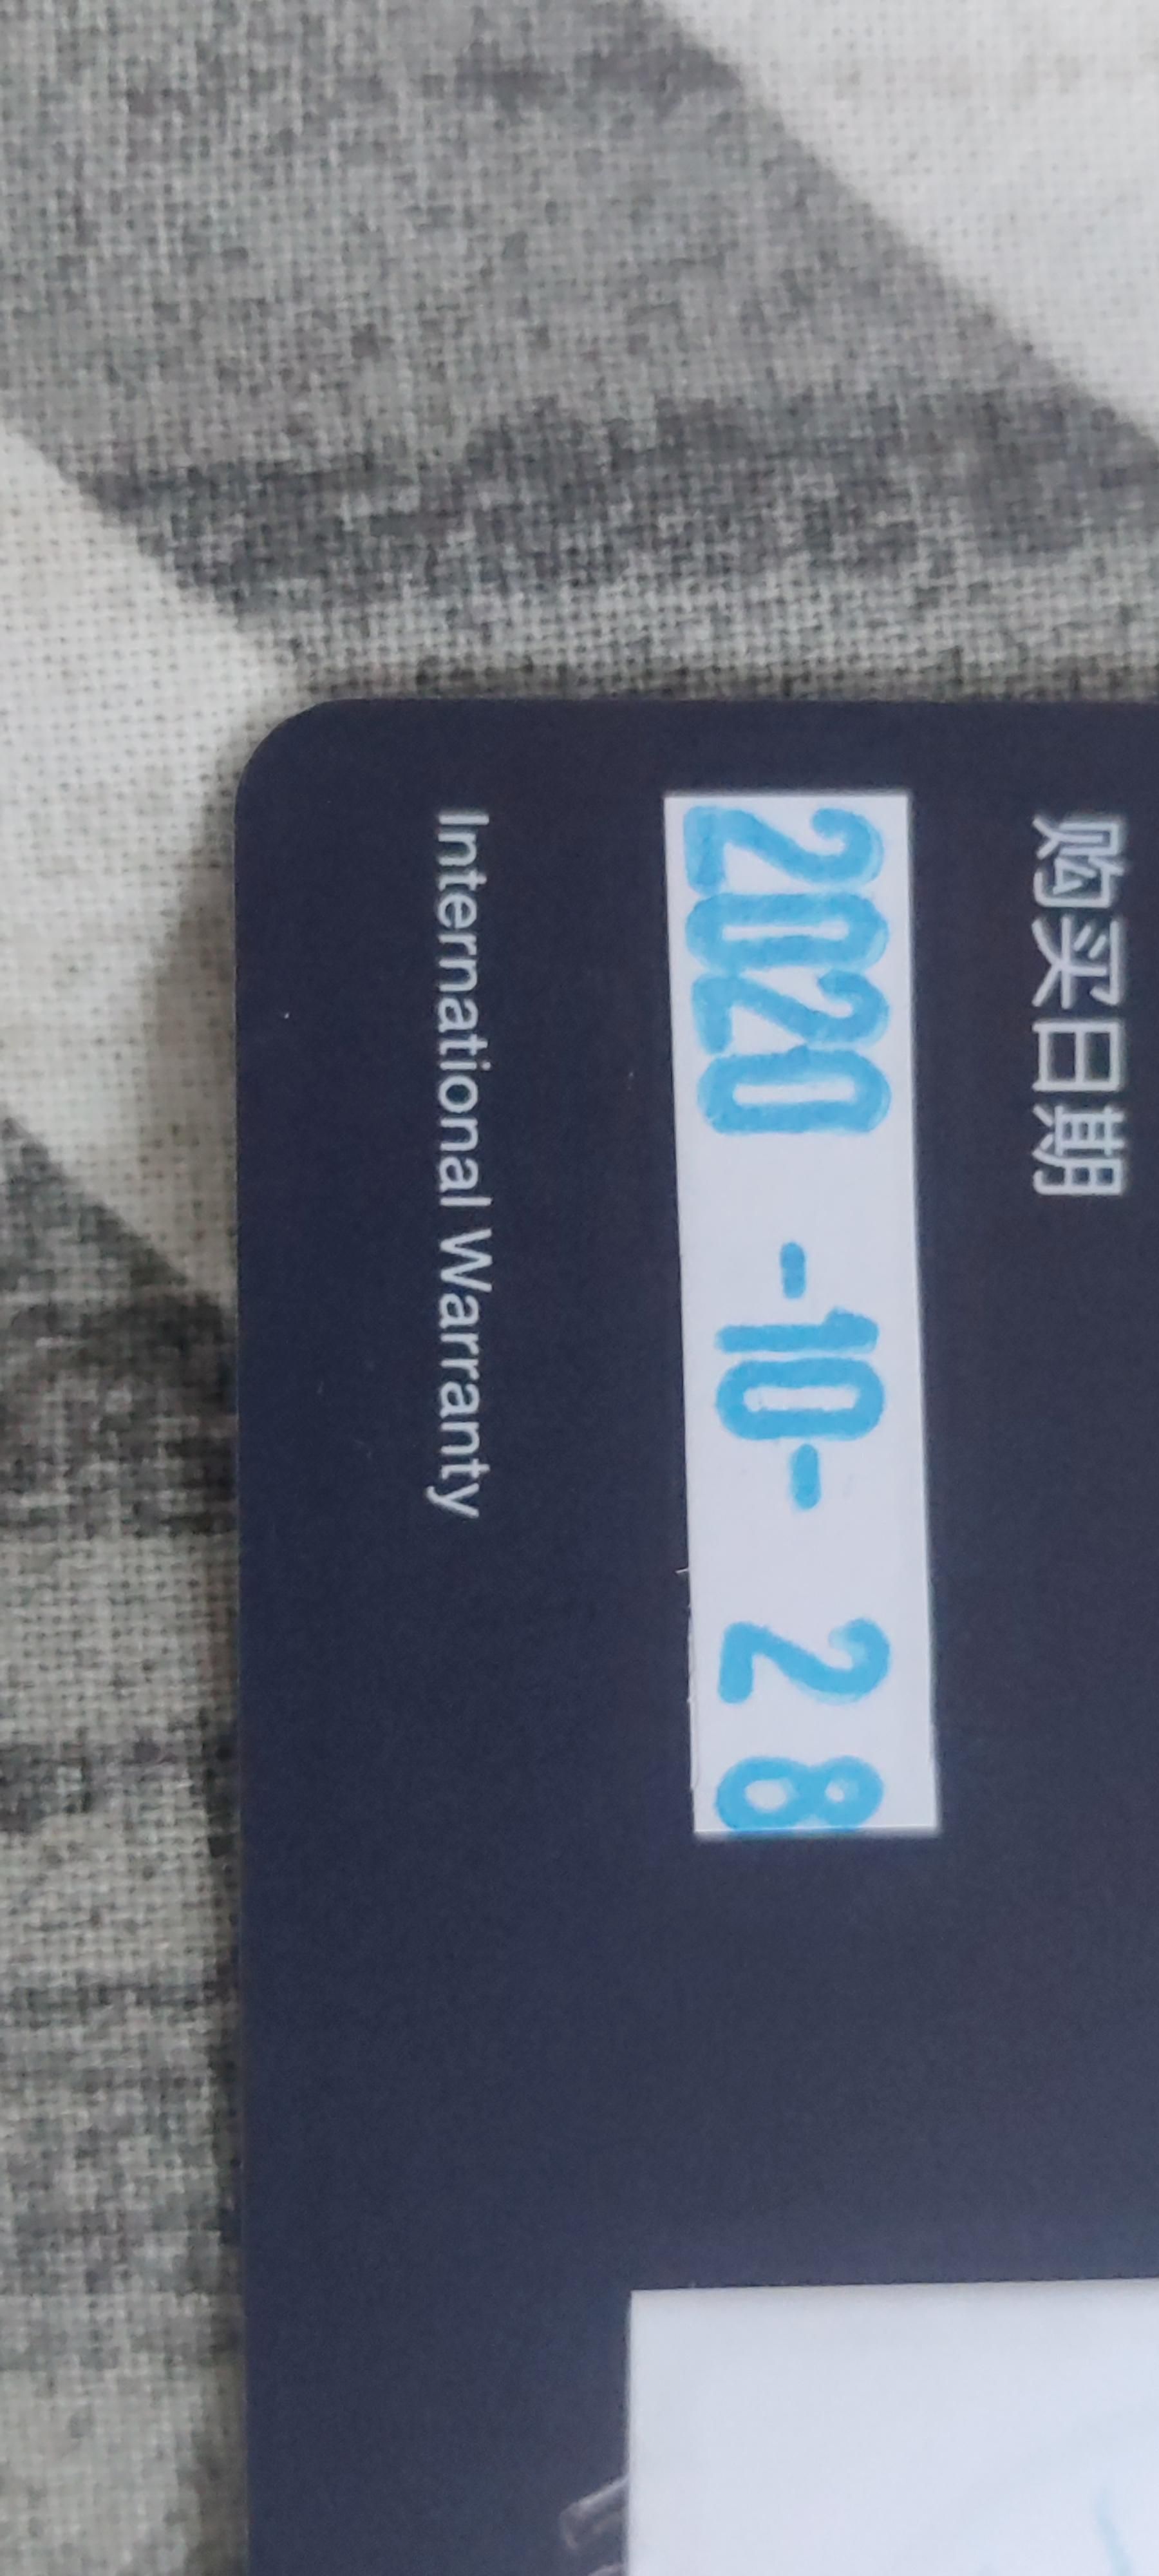 购买日期
2020 -10- 28
International Warranty